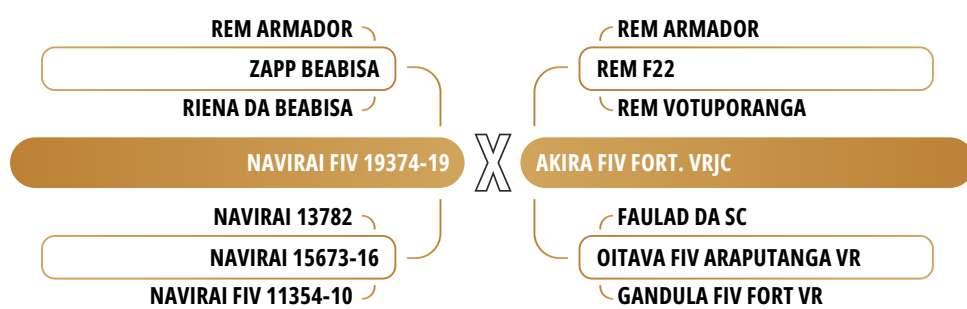 REM ARMADOR
ZAPP BEABISA
RIENA DA BEABISA
NAVIRAI FIV 19374-19
NAVIRAI 13782
NAVIRAI 15673-16
NAVIRAI FIV 11354-10
X
REM ARMADOR
REM F22
REM VOTUPORANGA
AKIRA FIV FORT. VRJC
FAULAD DA SC
OITAVA FIV ARAPUTANGA VR
GANDULA FIV FORT VR